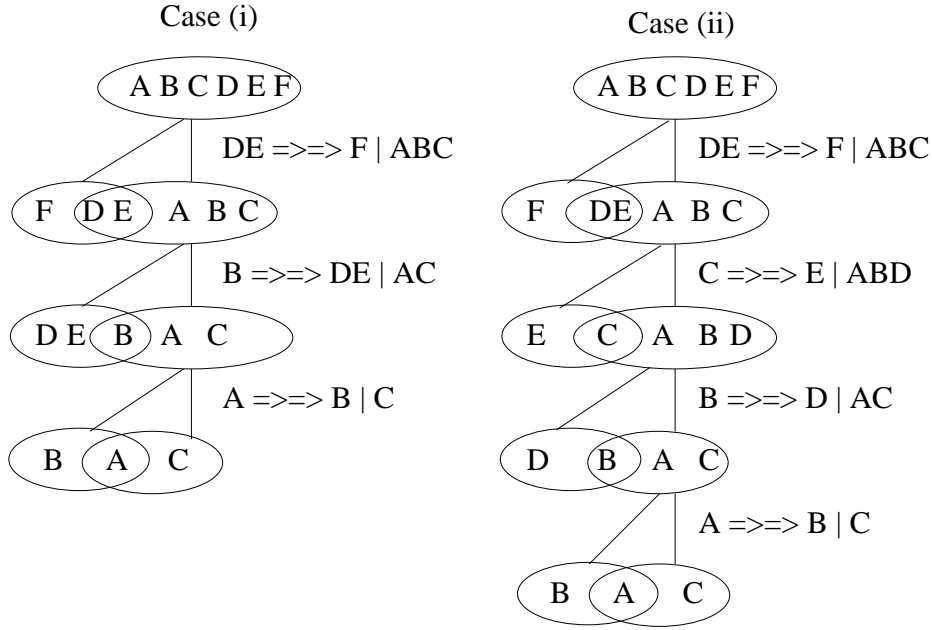 Case (i)
A B C D E F
DE =>=> F | ABC
F D E A B C
B =>=> DE | AC
D E B A C
A =>=> B | C
B A C
Case (ii)
A B C D E F
DE =>=> F | ABC
F DE A B C
C =>=> E | ABD
E C A B D
B =>=> D | AC
D B A C
A =>=> B | C
B A C